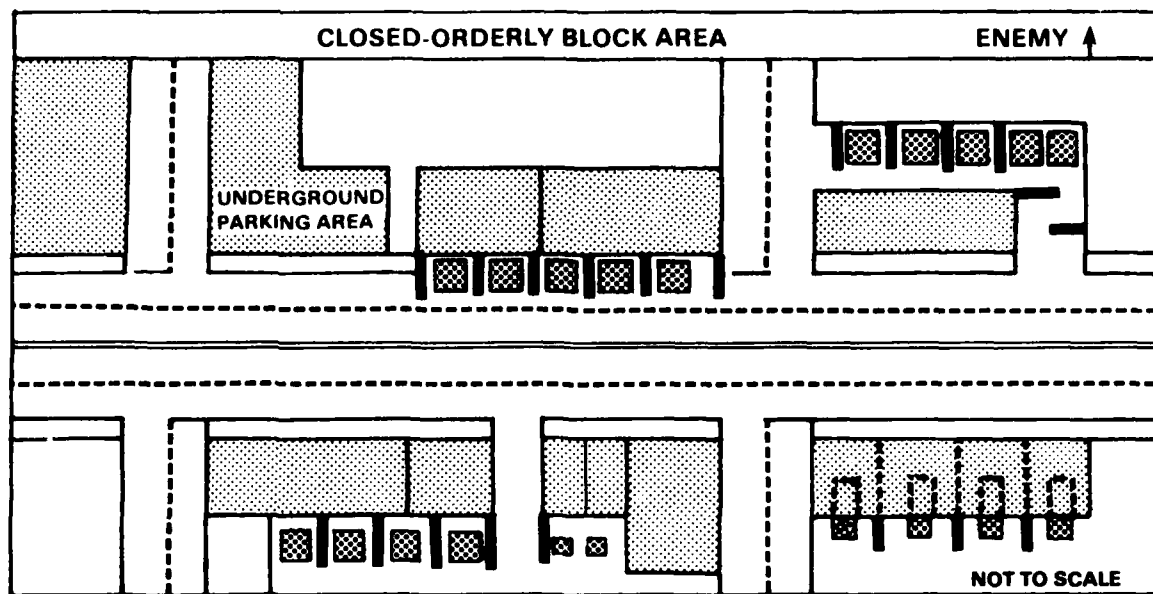 CLOSED-ORDERLY BLOCK AREA
ENEMY
UNDERGROUND
PARKING AREA
NOT TO SCALE